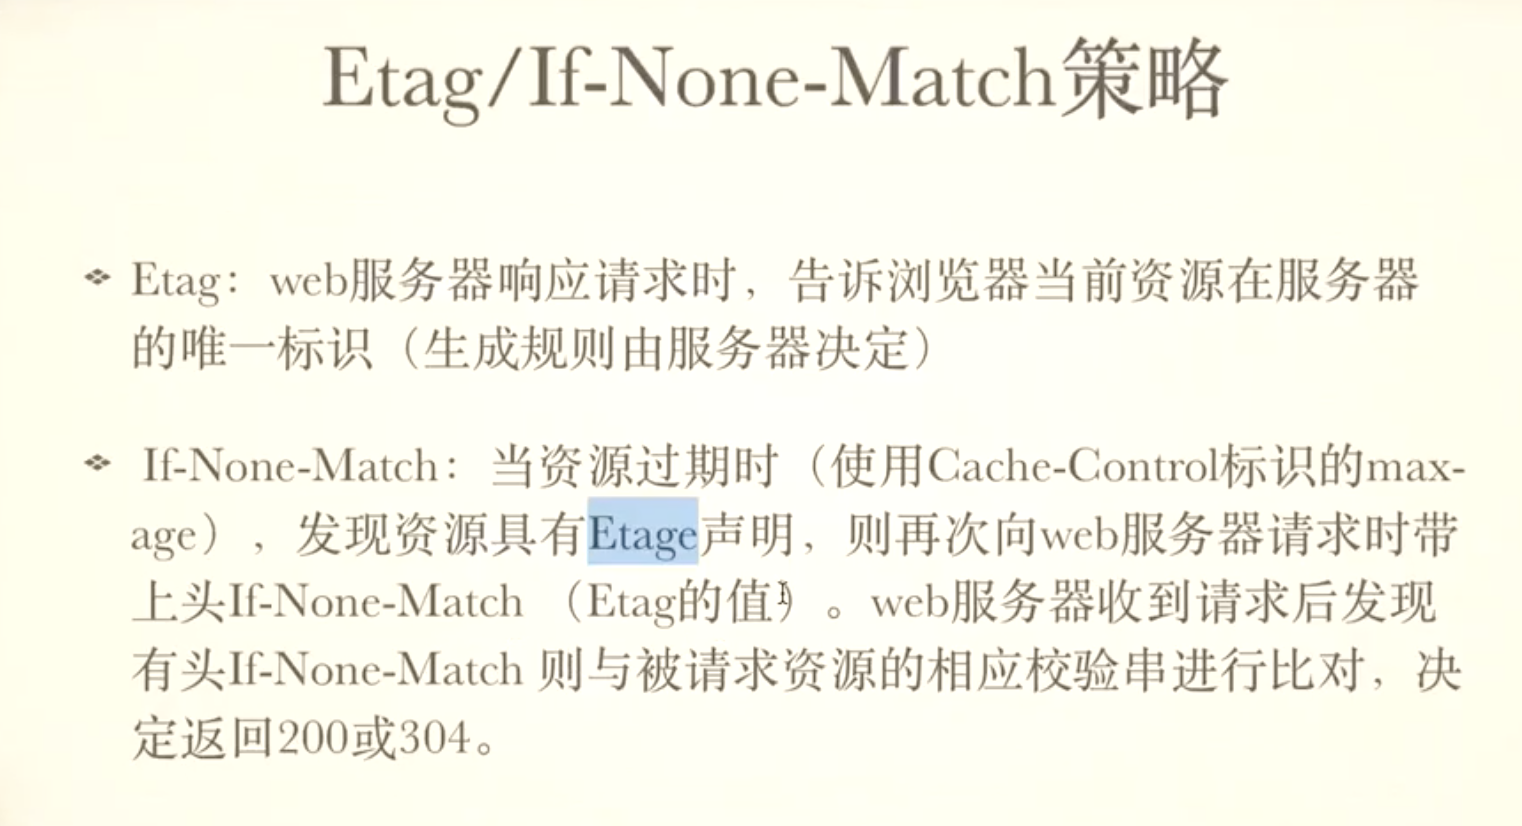 Etag/If-None-Match策略
❖ Etag：web服务器响应请求时，告诉浏览器当前资源在服务器
的唯一标识（生成规则由服务器决定）
❖ If-None-Match：当资源过期时（使用Cache-Control标识的max-
age），发现资源具有Etage声明，则再次向web服务器请求时带
上头If-None-Match （Etag的值）。web服务器收到请求后发现
有头If-None-Match 则与被请求资源的相应校验串进行比对，决
定返回200或304。